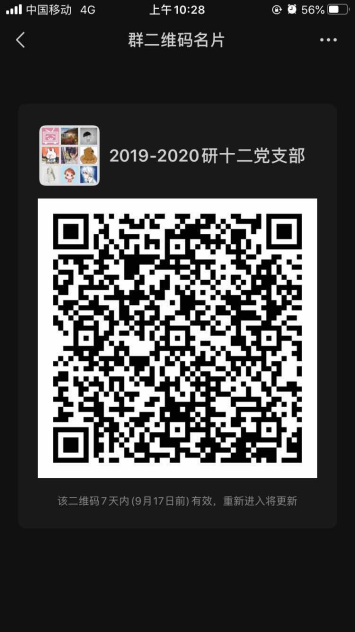 中国移动 4G 上午10:28 56%
群二维码名片
2019-2020研十二党支部
该二维码7天内(9月17日前)有效，重新进入将更新